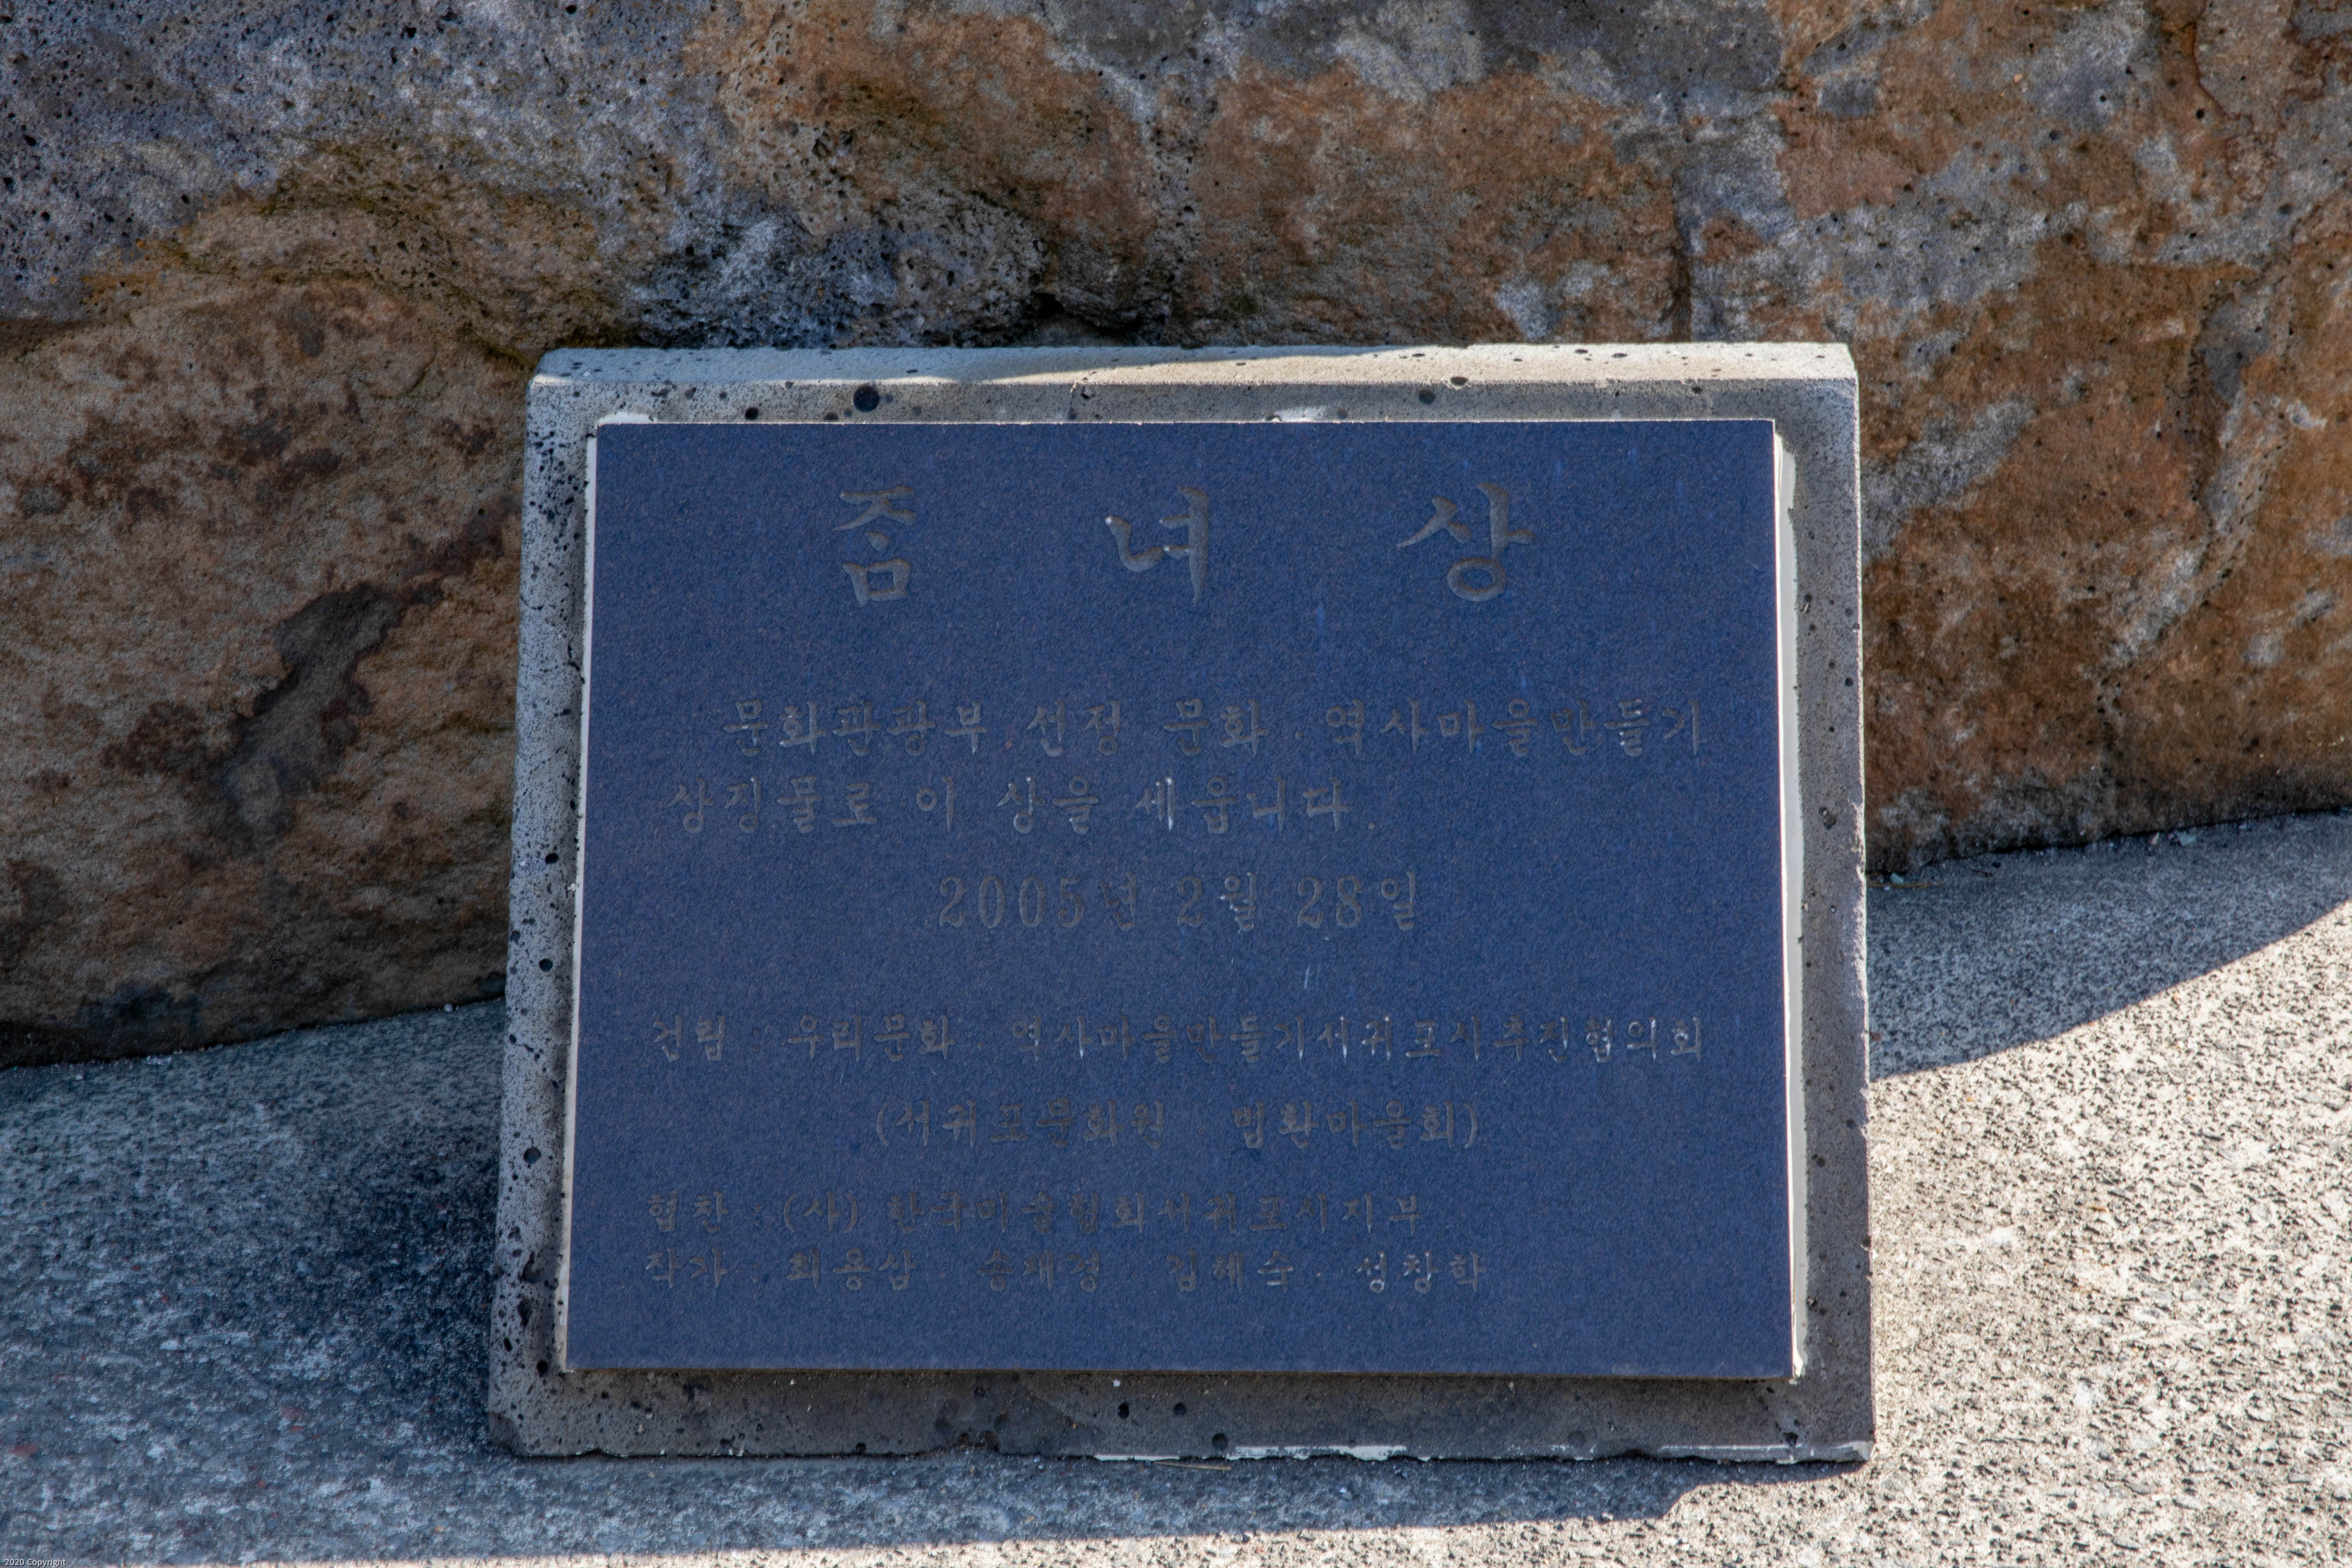 좀 녀 상
문화관광부 선정 문화 · 역사마을만들기
상징물로 이 상을 세웁니다.
2005년 2월 28일
건립 : 우리문화 · 역사마을만들기서귀포시추진협의회
(서귀포문화원 · 법환마을회)
협찬 : (사) 한국미술협회서귀포시지부
작가 : 최용삼 · 송재경 · 김혜숙 · 성창학
2020 Copyright